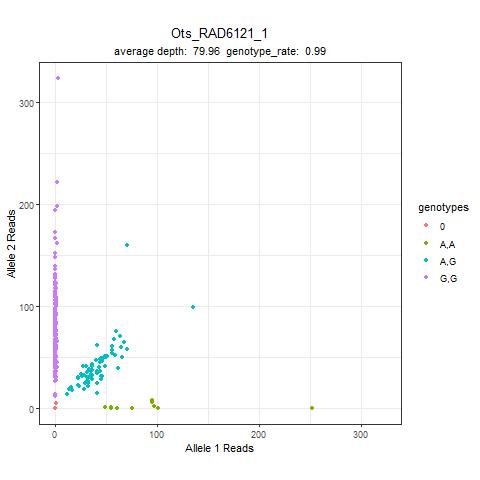 Ots_RAD6121_1
average depth:  79.96  genotype_rate:  0.99
Allele 2 Reads
300
200
100
0
0
100
200
300
Allele 1 Reads
genotypes
0
A,A
A,G
G,G